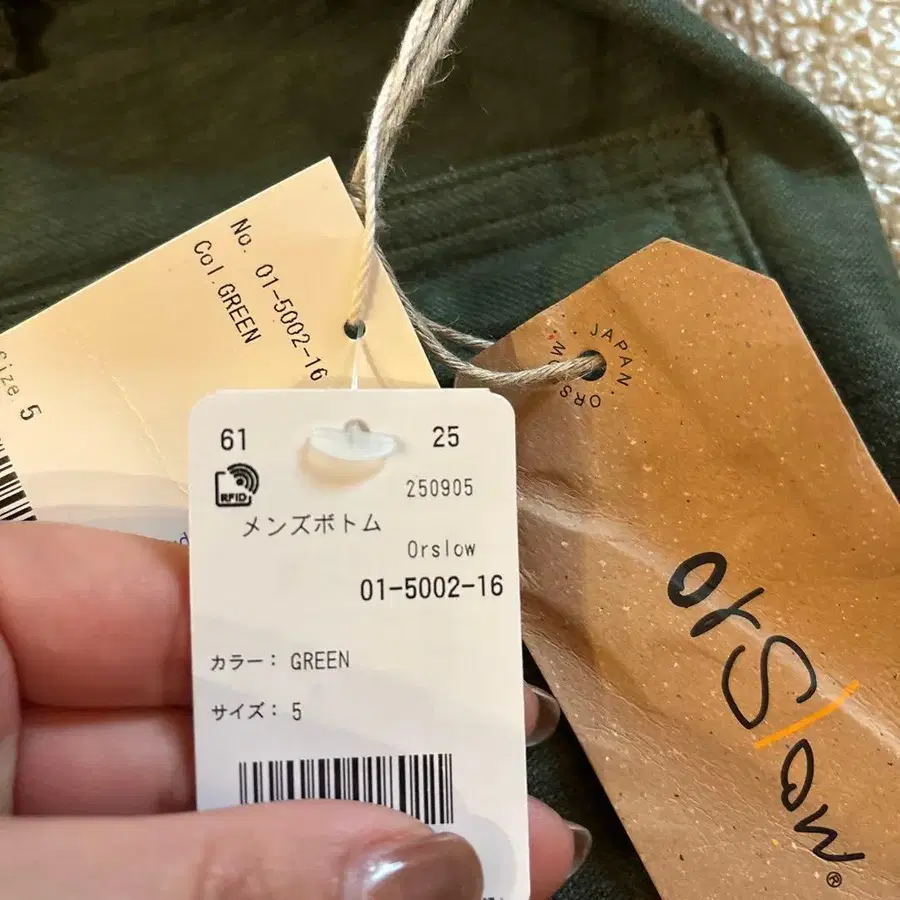 No. 01-5002-16
Col.GREEN
Size 5
61
25
RFID
250905
メンズボトム
Orslow
01-5002-16
カラー: GREEN
サイズ: 5
JAPAN.
orSlow®